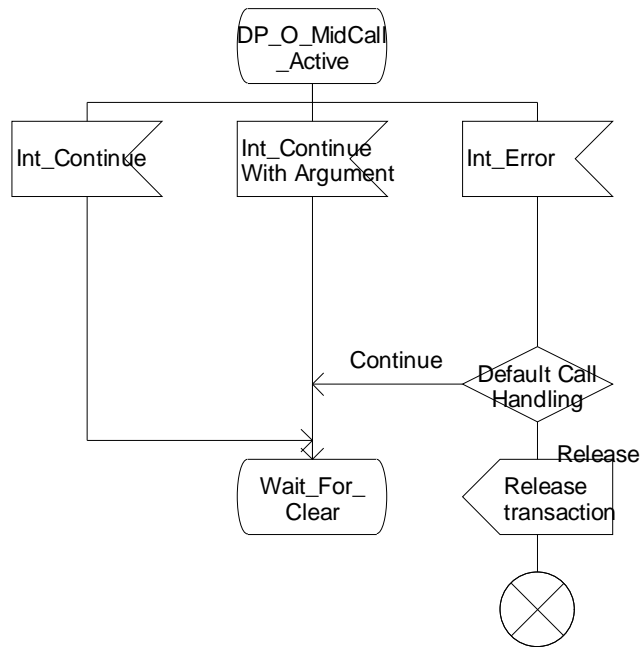 DP_O_MidCall
_Active
Int_Continue
Int_Continue
With Argument
Int_Error
Continue
Default Call
Handling
Release
Wait_For_
Clear
Release
transaction